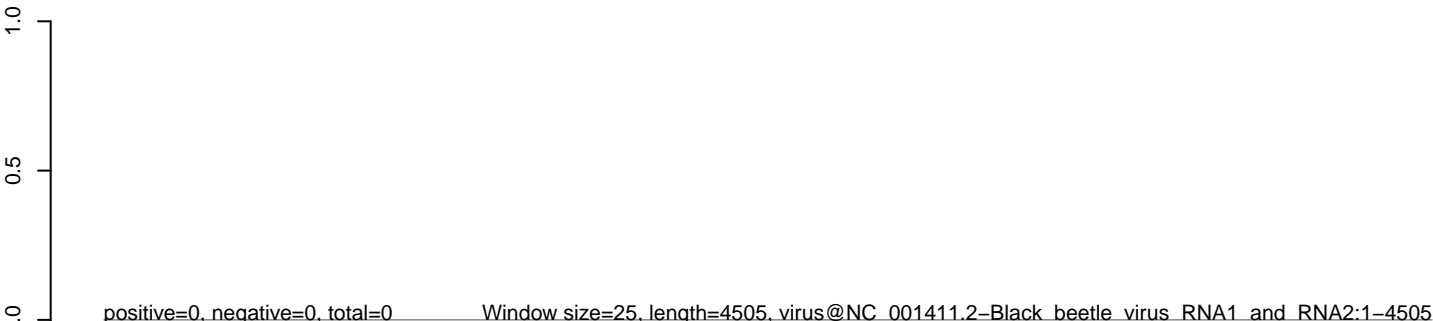 1.0
0.5
.0
positive=0, negative=0, total=0
Window size=25, length=4505, virus@NC_001411.2−Black_beetle_virus_RNA1_and_RNA2:1−4505